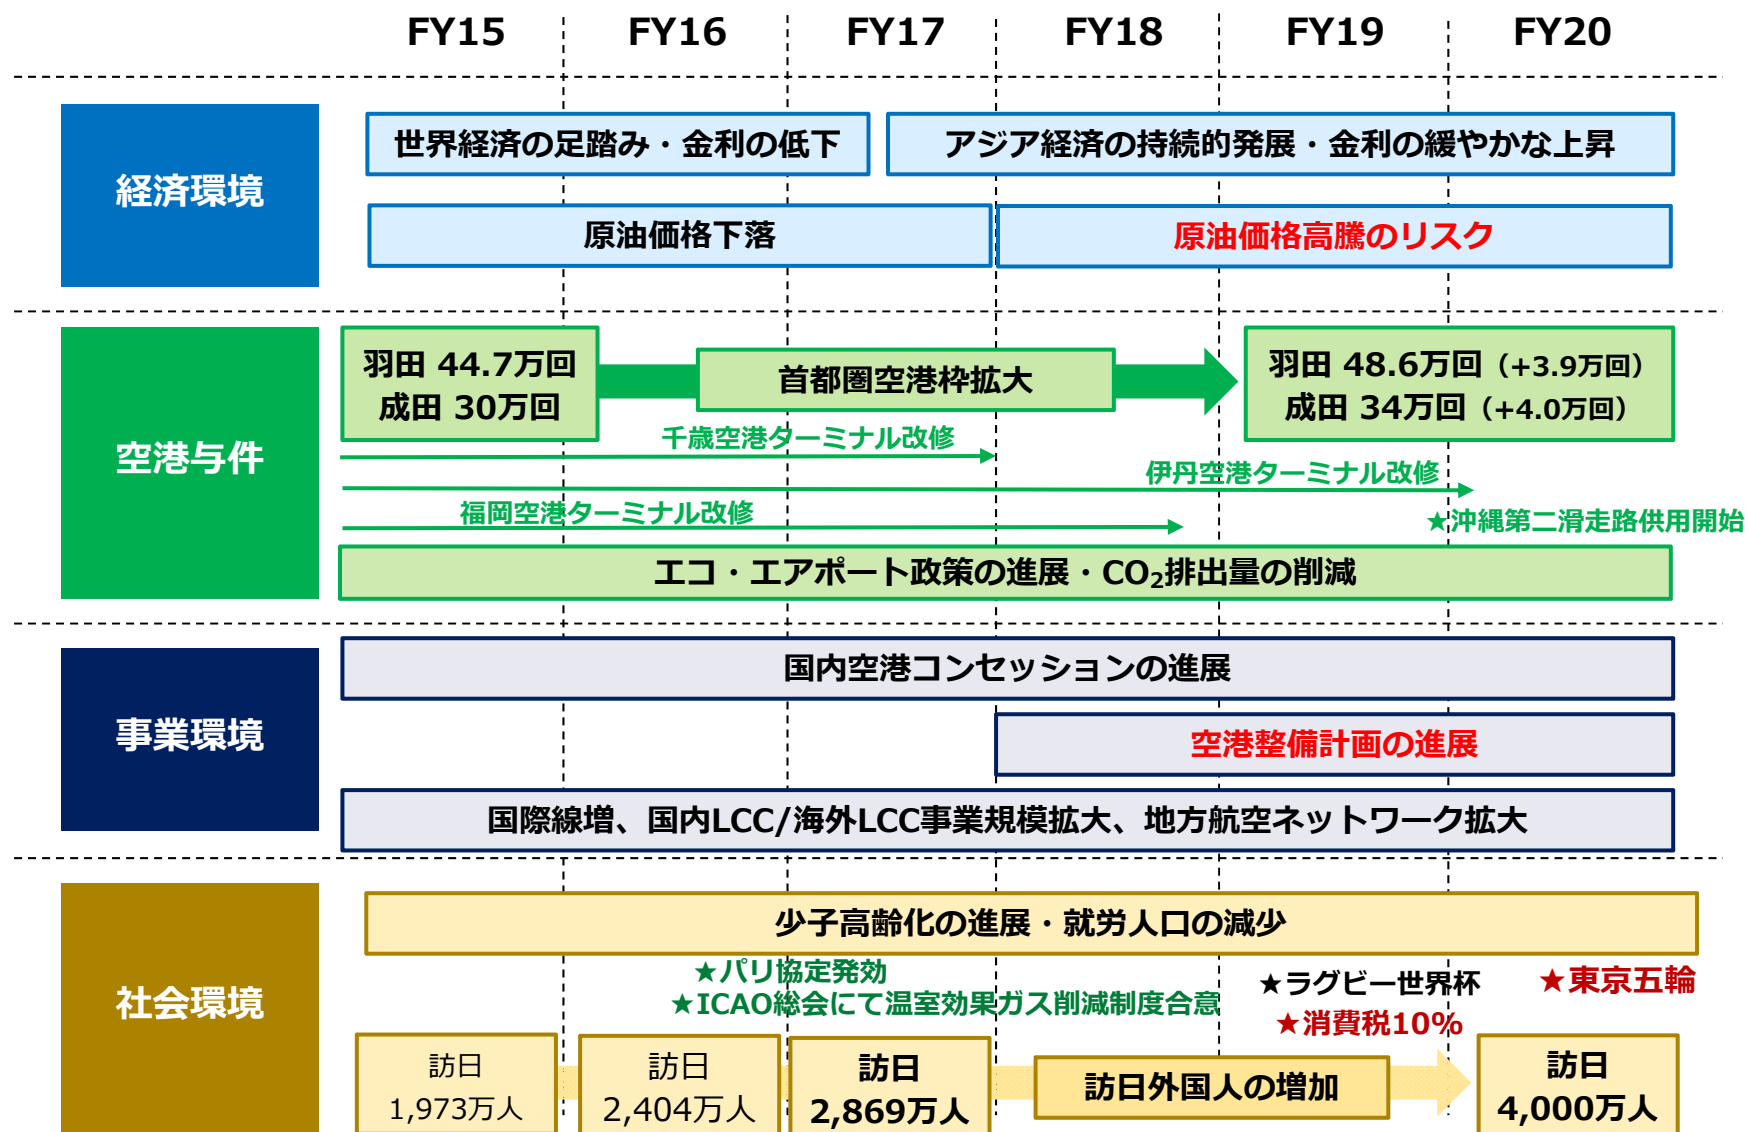 FY15 FY16 FY17 FY18 FY19 FY20
経済環境
世界経済の足踏み・金利の低下
アジア経済の持続的発展・金利の緩やかな上昇
原油価格下落
原油価格高騰のリスク
空港与件
羽田 44.7万回
成田 30万回
首都圏空港枠拡大
羽田 48.6万回（+3.9万回）
成田 34万回（+4.0万回）
千歳空港ターミナル改修
伊丹空港ターミナル改修
福岡空港ターミナル改修
★沖縄第二滑走路供用開始
エコ・エアポート政策の進展・CO₂排出量の削減
事業環境
国内空港コンセッションの進展
空港整備計画の進展
国際線増、国内LCC/海外LCC事業規模拡大、地方航空ネットワーク拡大
社会環境
少子高齢化の進展・就労人口の減少
★パリ協定発効
★ICAO総会にて温室効果ガス削減制度合意
★ラグビー世界杯
★消費税10%
★東京五輪
訪日
1,973万人
訪日
2,404万人
訪日
2,869万人
訪日外国人の増加
訪日
4,000万人